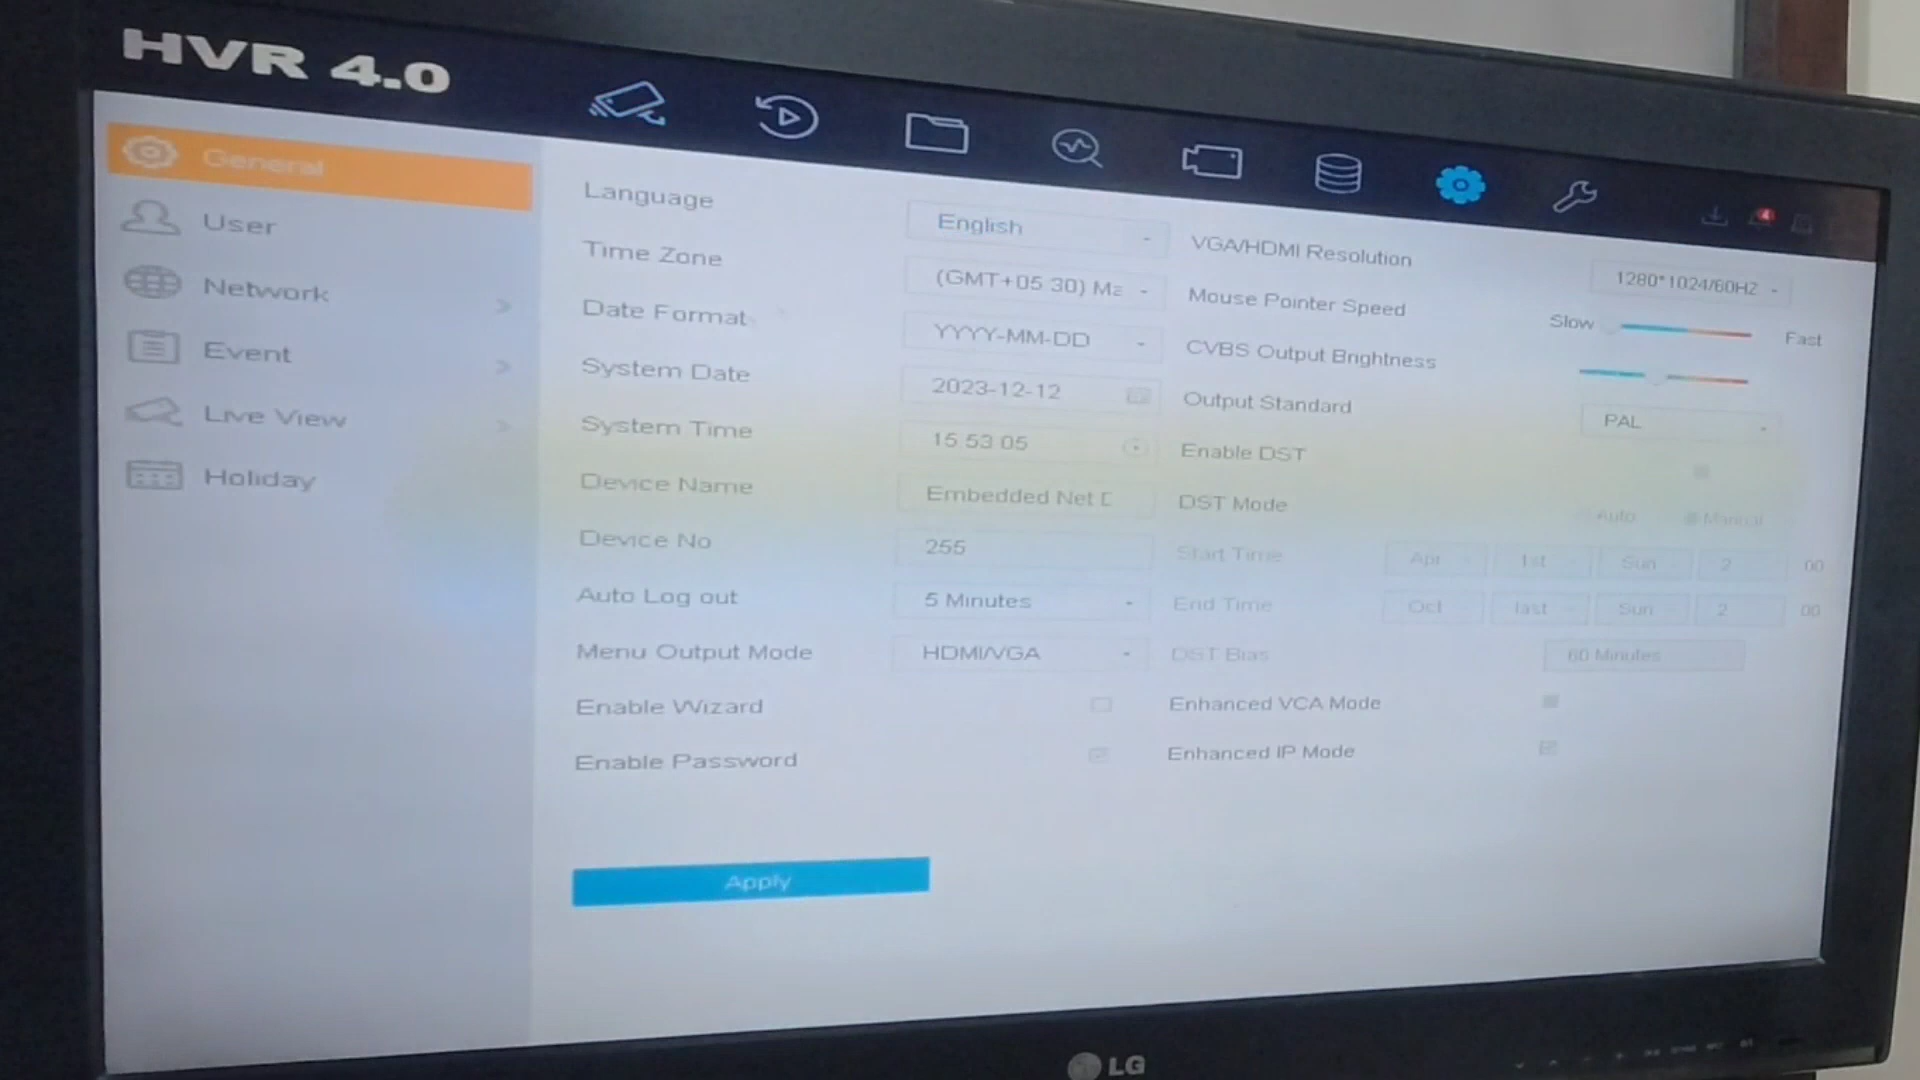 HVR 4.0
4
General
User
Network
Event
Live View
Holiday
Language English
Time Zone (GMT+05 30) Ma
Date Format YYYY-MM-DD
System Date 2023-12-12
System Time 15 53 05
Device Name Embedded Net D
Device No 255
Auto Log out 5 Minutes
Menu Output Mode HDMI/VGA
Enable Wizard
Enable Password
VGA/HDMI Resolution 1280*1024/60HZ
Mouse Pointer Speed Slow Fast
CVBS Output Brightness
Output Standard PAL
Enable DST
DST Mode Auto Manual
Start Time Apr 1st Sun 2 00
End Time Oct last Sun 2 00
DST Bias 60 Minutes
Enhanced VCA Mode
Enhanced IP Mode
Apply
LG